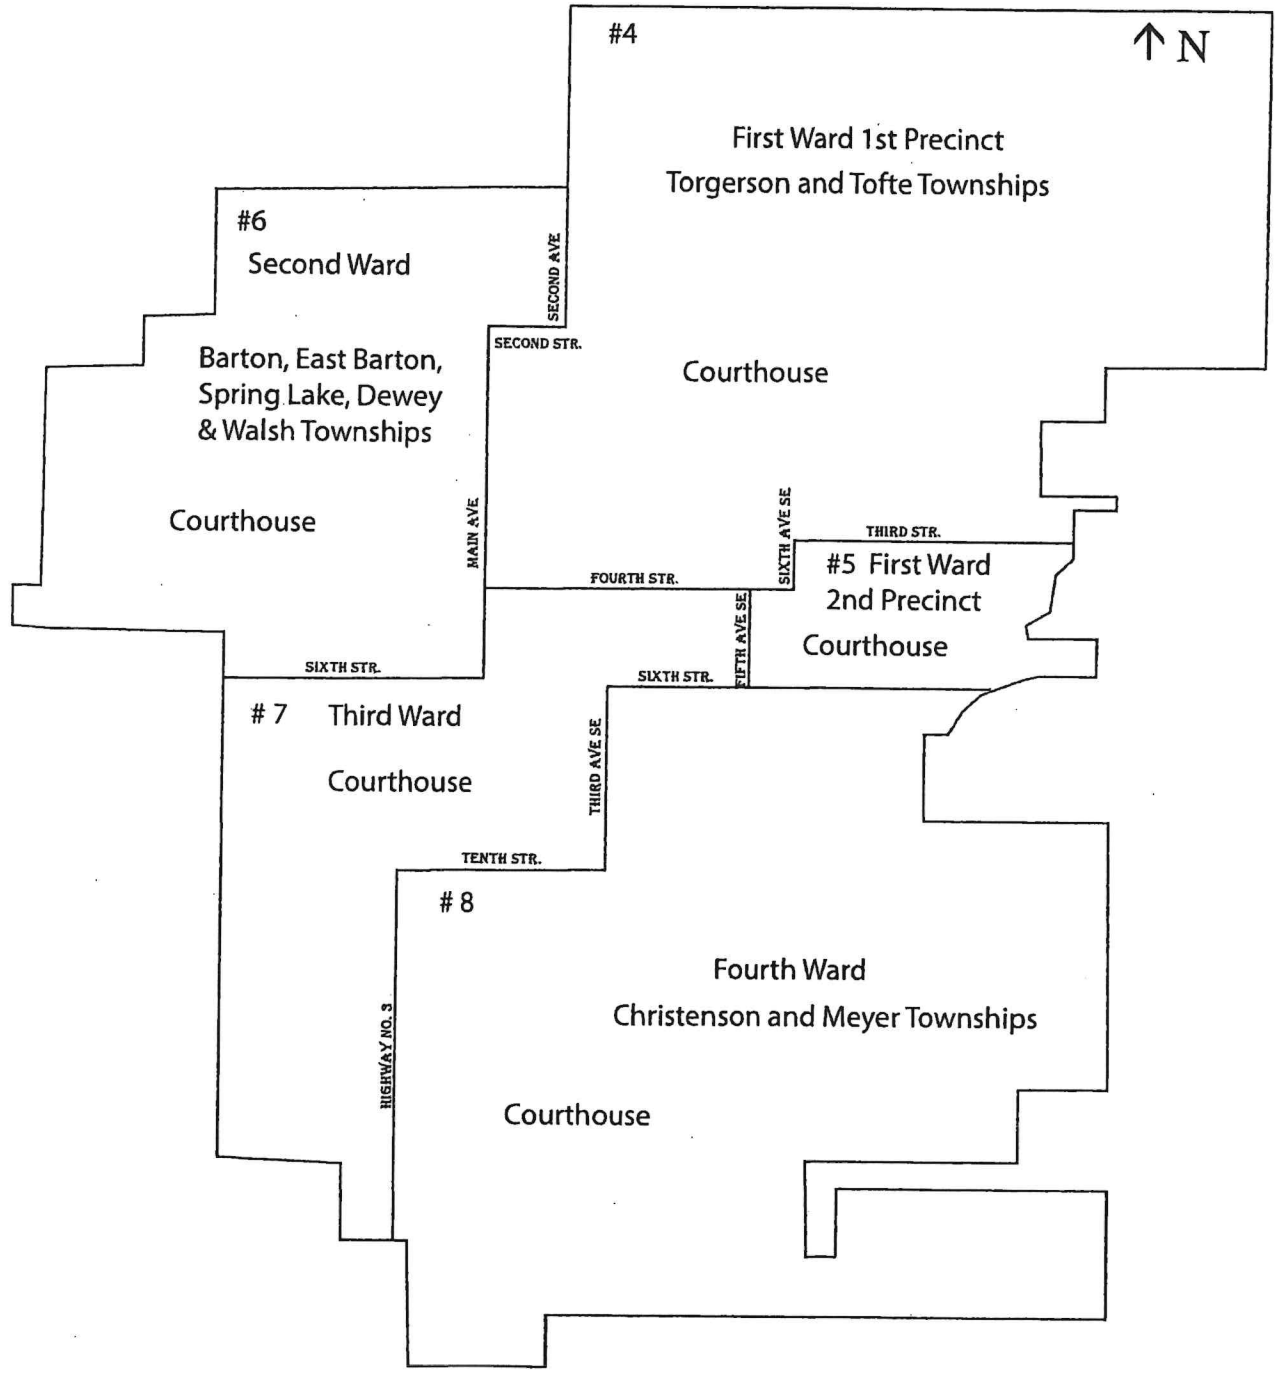 #4
N
First Ward 1st Precinct
Torgerson and Tofte Townships
#6
Second Ward
SECOND AVE
SECOND STR.
Barton, East Barton,
Spring Lake, Dewey
& Walsh Townships
Courthouse
Courthouse
MAIN AVE.
SIXTH AVE SE
THIRD STR.
FOURTH STR.
#5 First Ward
2nd Precinct
Courthouse
FIFTH AVE SE
SIXTH STR.
SIXTH STR.
# 7 Third Ward
Courthouse
THIRD AVE SE
TENTH STR.
# 8
Fourth Ward
Christenson and Meyer Townships
HIGHWAY NO. 3
Courthouse